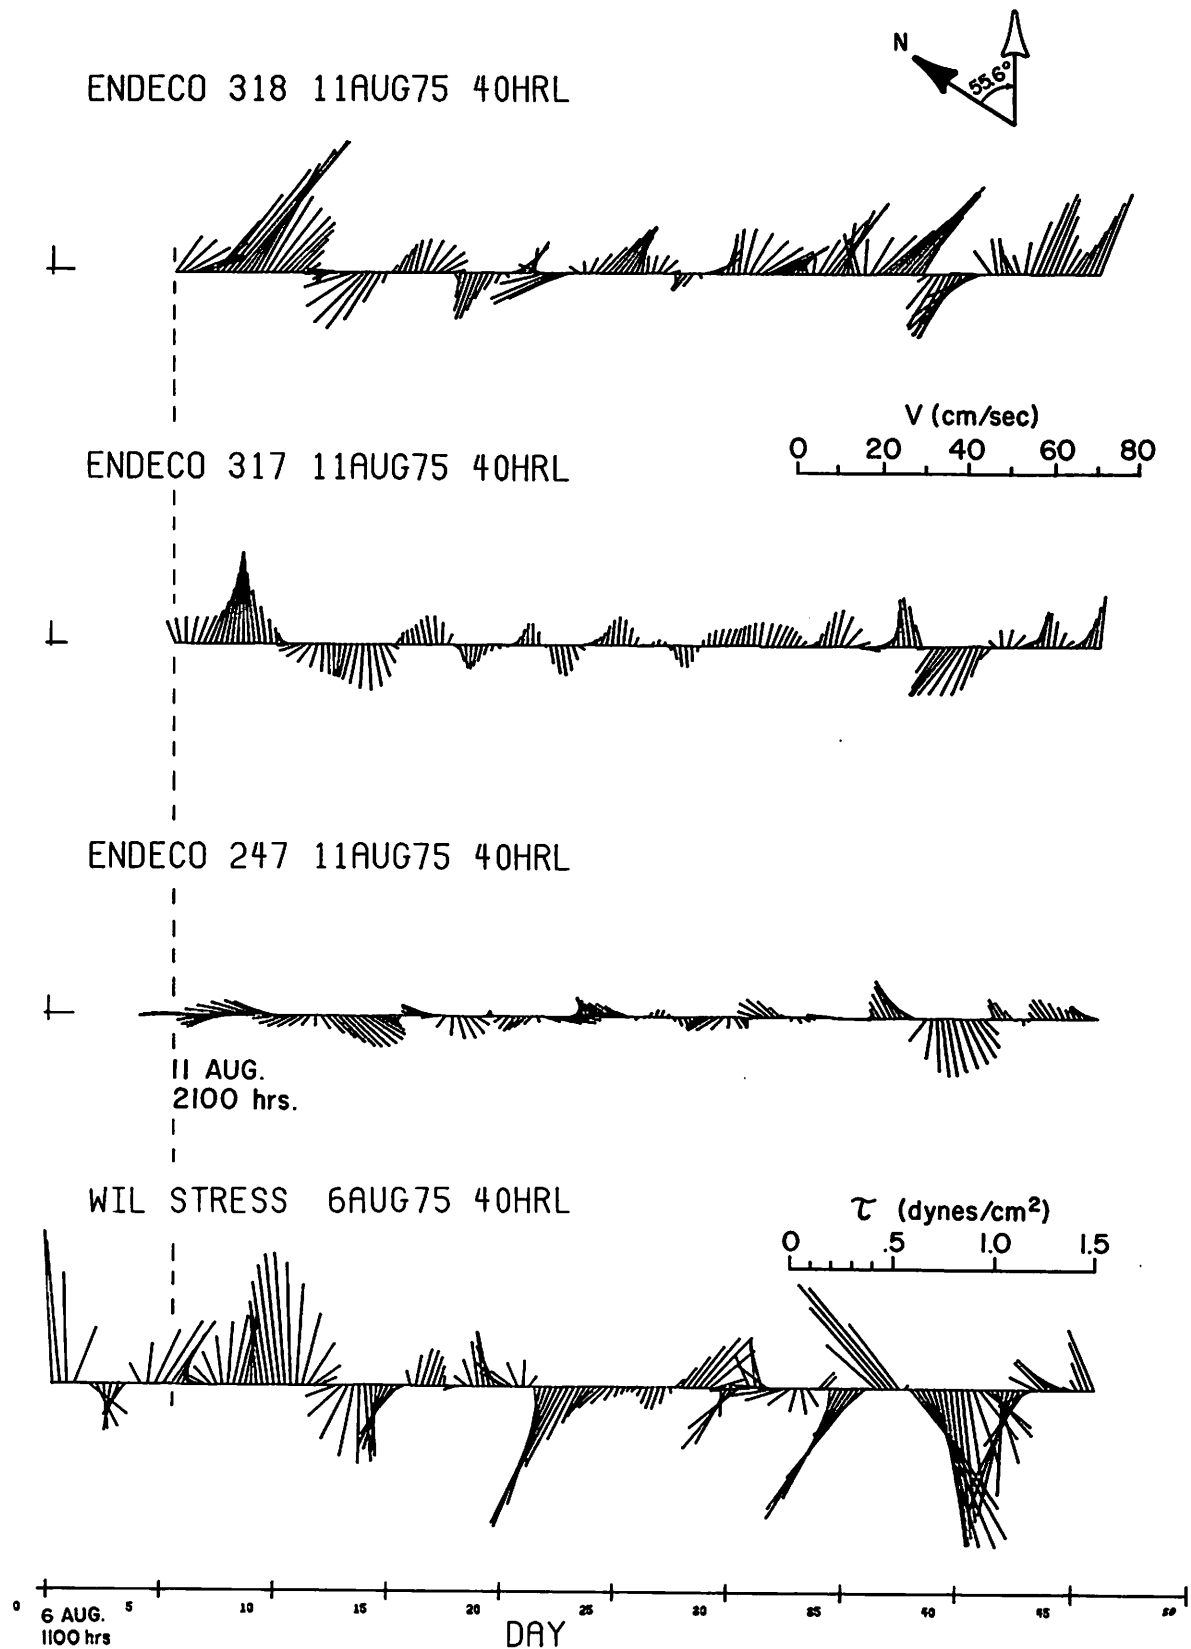 N
55.6°
ENDECO 318 11AUG75 40HRL
V (cm/sec)
0 20 40 60 80
ENDECO 317 11AUG75 40HRL
ENDECO 247 11AUG75 40HRL
11 AUG.
2100 hrs.
WIL STRESS 6AUG75 40HRL
τ (dynes/cm²)
0 .5 1.0 1.5
0 5 10 15 20 25 30 35 40 45 50
6 AUG.
1100 hrs
DAY